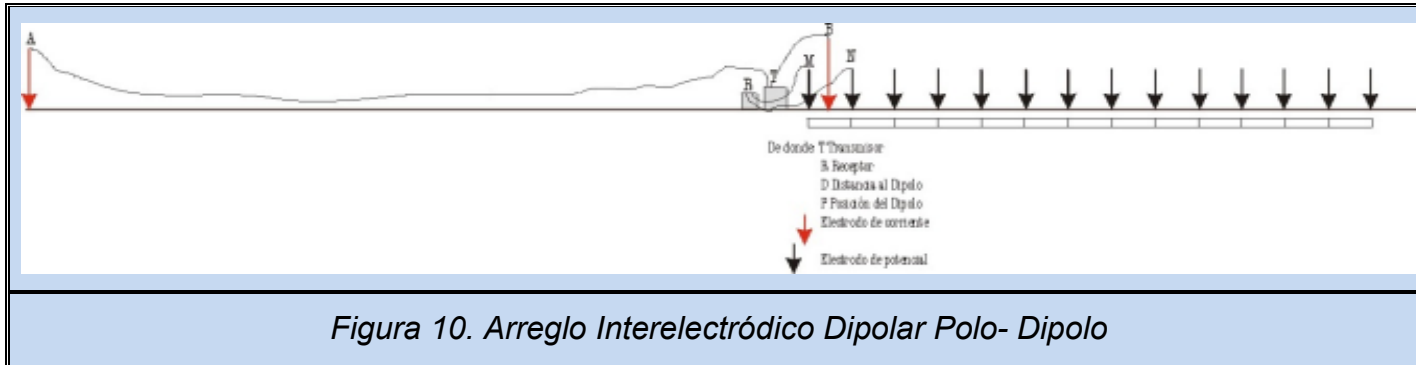 A
B
M
N
T
R
De donde T Transmisor
R Receptor
D Distancia al Dipolo
P Posición del Dipolo
Electrodo de corriente
Electrodo de potencial
Figura 10. Arreglo Interelectródico Dipolar Polo- Dipolo